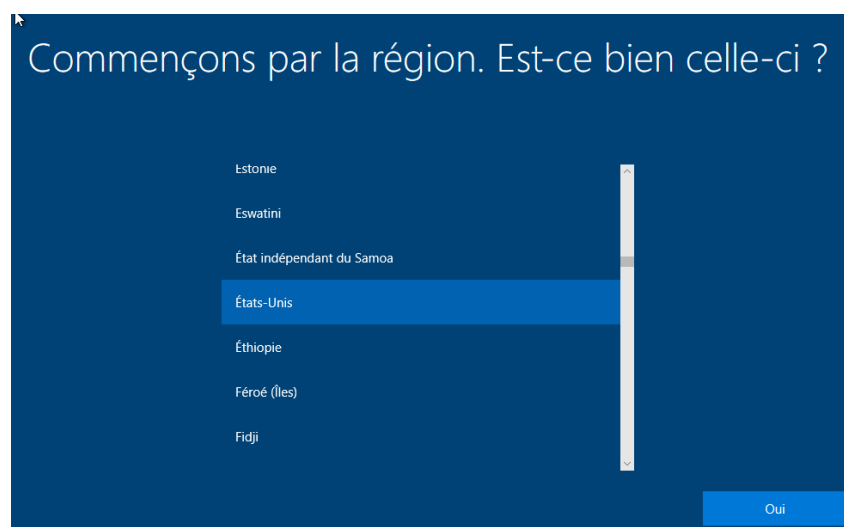 Commençons par la région. Est-ce bien celle-ci ?
Estonie
Eswatini
État indépendant du Samoa
États-Unis
Éthiopie
Féroé (Îles)
Fidji
Oui